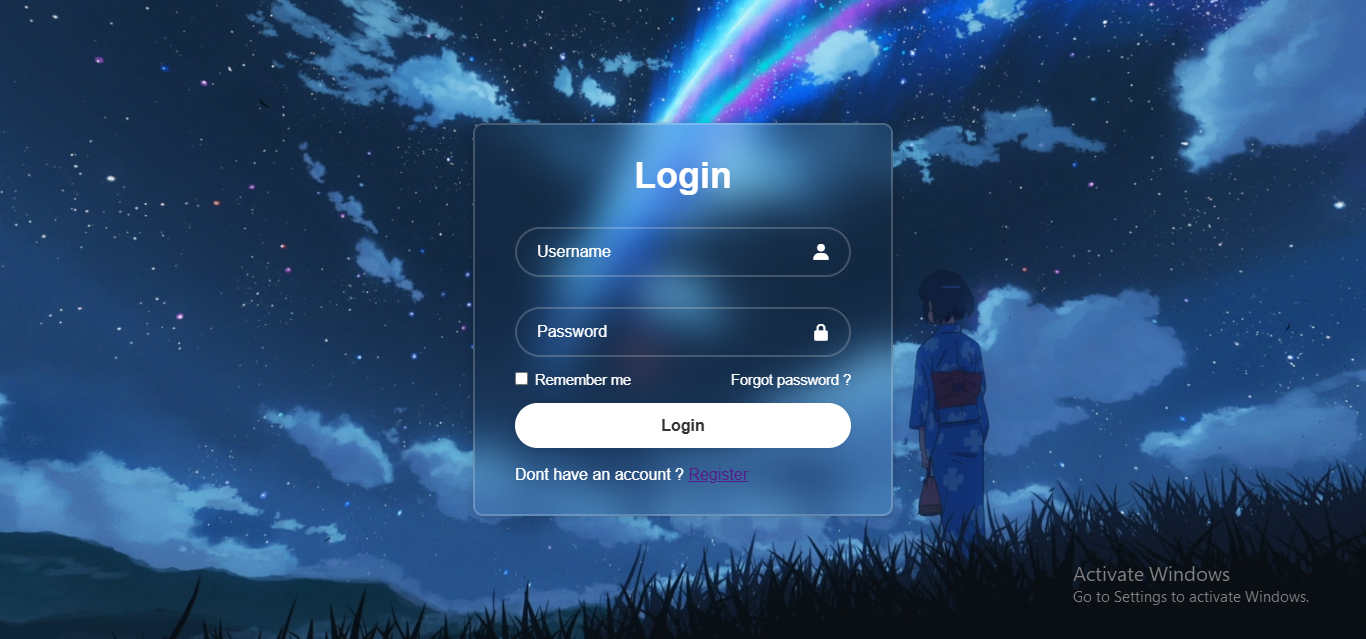 Login
Username
Password
Remember me Forgot password ?
Login
Dont have an account ? Register
Activate Windows
Go to Settings to activate Windows.